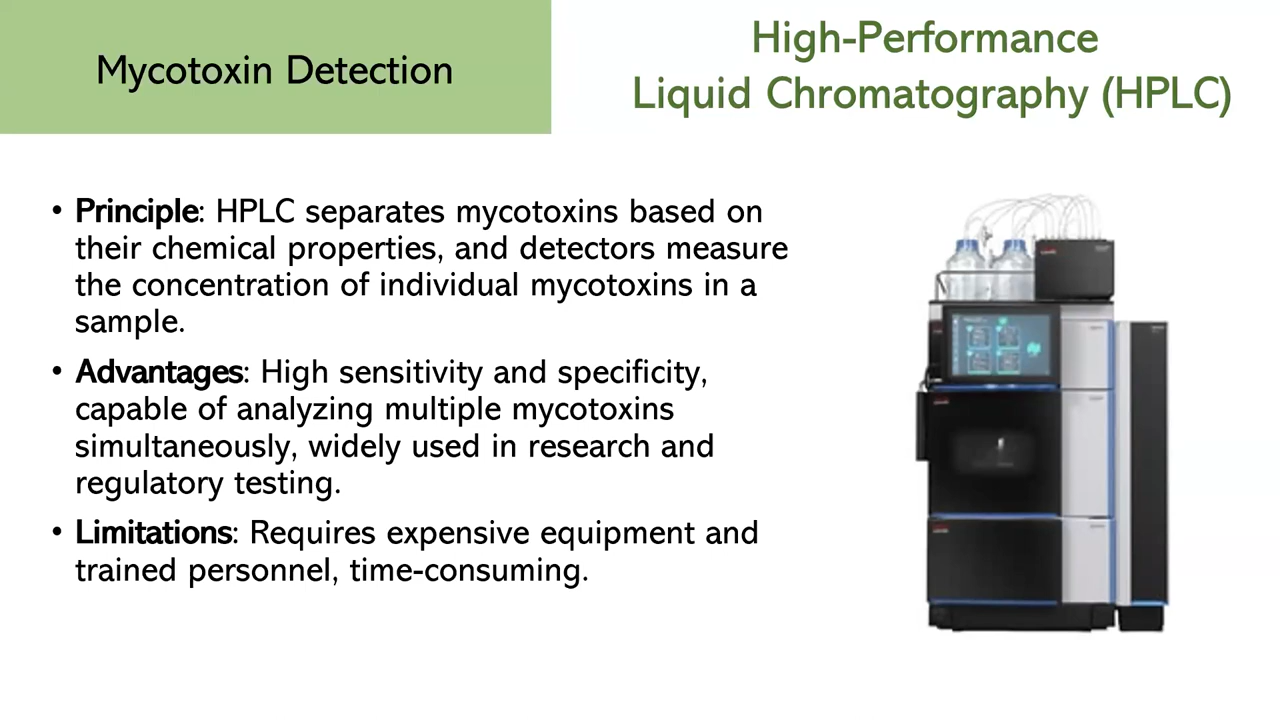 Mycotoxin Detection
High-Performance
Liquid Chromatography (HPLC)
• Principle: HPLC separates mycotoxins based on
their chemical properties, and detectors measure
the concentration of individual mycotoxins in a
sample.
• Advantages: High sensitivity and specificity,
capable of analyzing multiple mycotoxins
simultaneously, widely used in research and
regulatory testing.
• Limitations: Requires expensive equipment and
trained personnel, time-consuming.